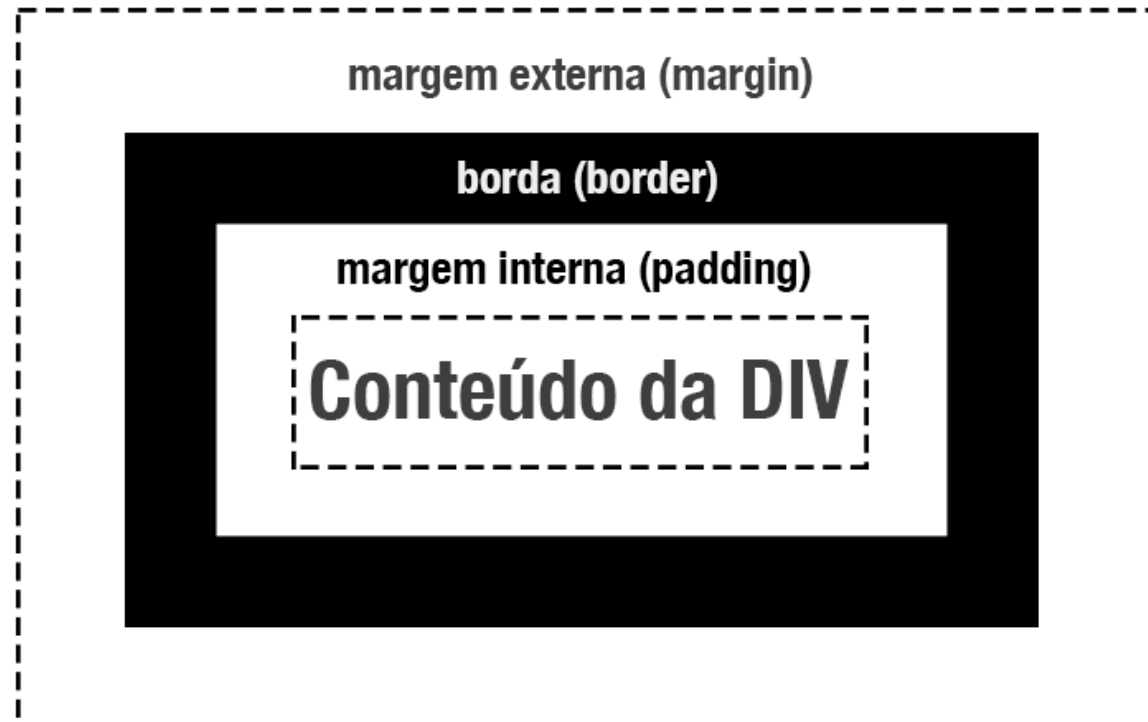 margem externa (margin)
borda (border)
margem interna (padding)
Conteúdo da DIV